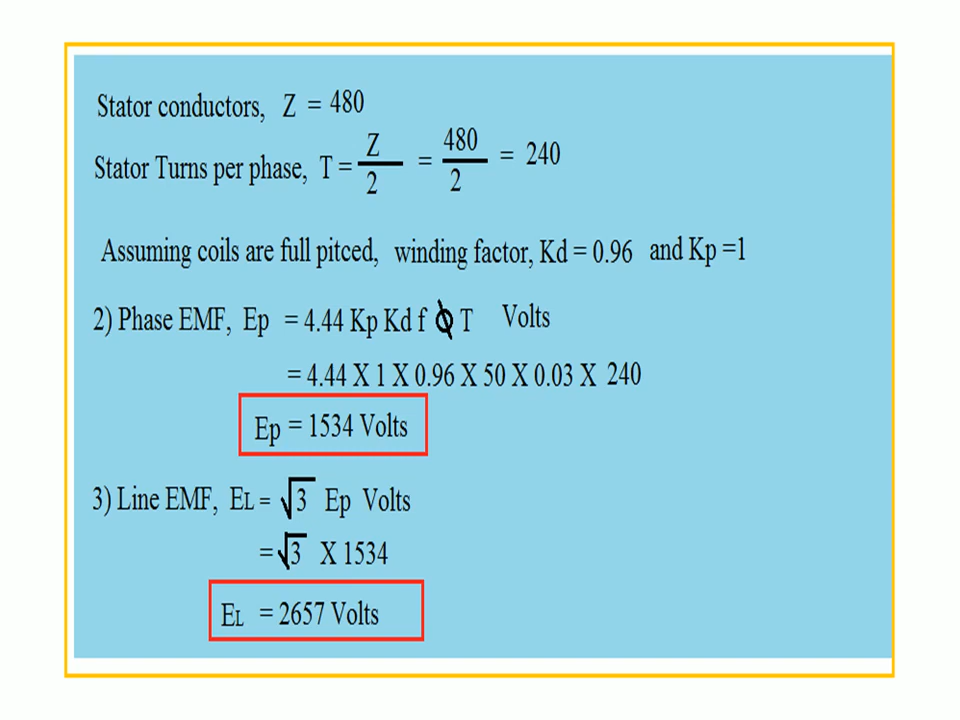 Stator conductors, Z = 480
Stator Turns per phase, T = Z/2 = 480/2 = 240
Assuming coils are full pitced, winding factor, Kd = 0.96 and Kp =1
2) Phase EMF, Ep = 4.44 Kp Kd f ϕ T Volts
= 4.44 X 1 X 0.96 X 50 X 0.03 X 240
Ep = 1534 Volts
3) Line EMF, EL = √3 Ep Volts
= √3 X 1534
EL = 2657 Volts